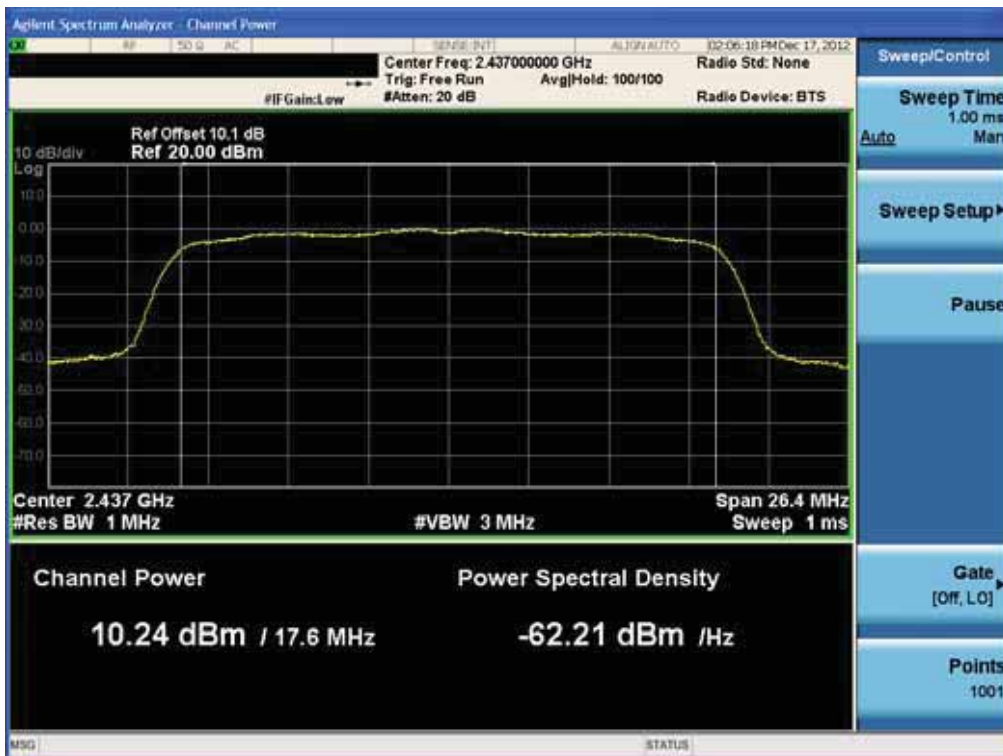 Agilent Spectrum Analyzer - Channel Power
RF 50 Ω AC SENSE:INT ALIGN AUTO 02:06:18 PM Dec 17, 2012
Center Freq: 2.437000000 GHz Radio Std: None
Trig: Free Run Avg|Hold: 100/100
#IFGain:Low #Atten: 20 dB Radio Device: BTS
Ref Offset 10.1 dB
10 dB/div Ref 20.00 dBm
Log
10.0
0.00
-10.0
-20.0
-30.0
-40.0
-50.0
-60.0
-70.0
Center 2.437 GHz Span 26.4 MHz
#Res BW 1 MHz #VBW 3 MHz Sweep 1 ms
Channel Power Power Spectral Density
10.24 dBm / 17.6 MHz -62.21 dBm /Hz
MSG STATUS
Sweep/Control
Sweep Time
1.00 ms
Auto Man
Sweep Setup
Pause
Gate
[Off, LO]
Points
1001